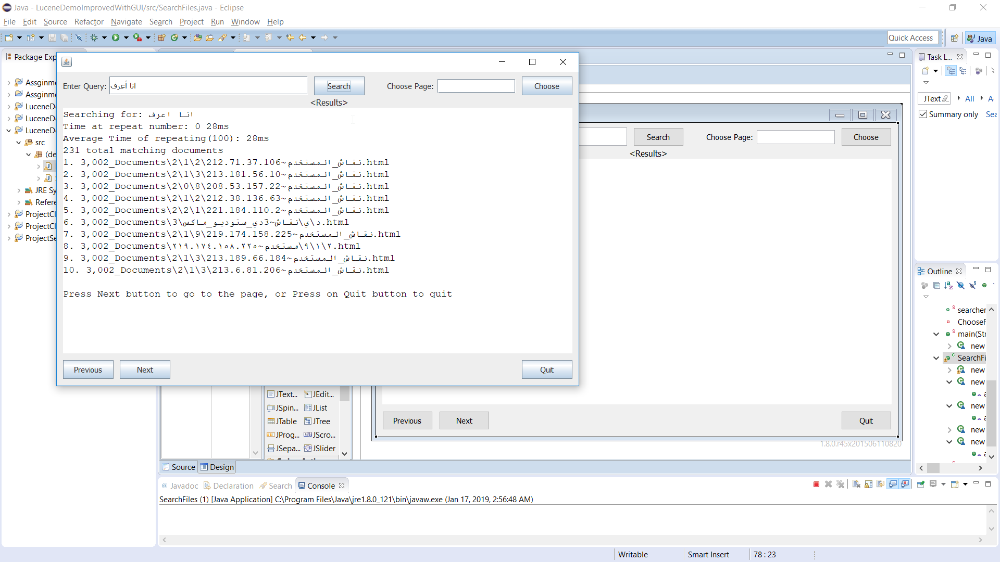 Java - LuceneDemoImprovedWithGUI/src/SearchFiles.java - Eclipse
File Edit Source Refactor Navigate Search Project Run Window Help
Quick Access
Java
Package Exp
Assginme
Assginme
LuceneDe
LuceneDe
LuceneDe
src
(de
JRE Sy
Refere
ProjectCl
ProjectCl
ProjectSe
Enter Query: انا أعرف Search Choose Page: Choose
<Results>
Searching for: انا اعرف
Time at repeat number: 0 28ms
Average Time of repeating(100): 28ms
231 total matching documents
1. 3,002_Documents\2\1\2\212.71.37.106~نقاش_المستخدم.html
2. 3,002_Documents\2\1\3\213.181.56.10~نقاش_المستخدم.html
3. 3,002_Documents\2\0\8\208.53.157.22~نقاش_المستخدم.html
4. 3,002_Documents\2\1\2\212.38.136.63~نقاش_المستخدم.html
5. 3,002_Documents\2\2\1\221.184.110.2~نقاش_المستخدم.html
6. 3,002_Documents\3\د\ي\نقاش~3دي_ستوديو_ماكس.html
7. 3,002_Documents\2\1\9\219.174.158.225~نقاش_المستخدم.html
8. 3,002_Documents\٢\١\٩\مستخدم~٢١٩.١٧٤.١٥٨.٢٢٥.html
9. 3,002_Documents\2\1\3\213.189.66.184~نقاش_المستخدم.html
10. 3,002_Documents\2\1\3\213.6.81.206~نقاش_المستخدم.html
Press Next button to go to the page, or Press on Quit button to quit
Previous Next Quit
Search Choose Page: Choose
<Results>
Previous Next Quit
1.8.0.r45x201506110820
JText... JEdit...
JSpin... JList
JTable JTree
JProg... JScro...
JSepa... JSlider
Source Design
Task L...
JText All A
Summary only Sea
Outline
searcher
ChooseF
main(Str
new
SearchFi
new
new
new
new
new
Javadoc Declaration Search Console
SearchFiles (1) [Java Application] C:\Program Files\Java\jre1.8.0_121\bin\javaw.exe (Jan 17, 2019, 2:56:48 AM)
Writable Smart Insert 78 : 23